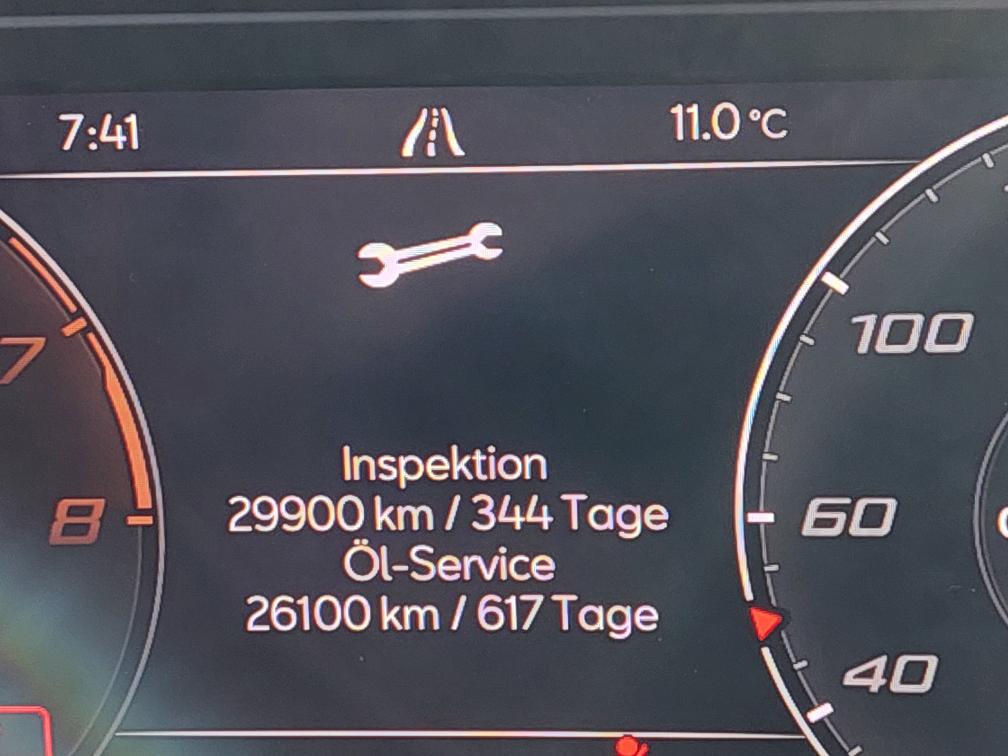 7:41
11.0 °C
7
8
100
60
40
Inspektion
29900 km / 344 Tage
Öl-Service
26100 km / 617 Tage